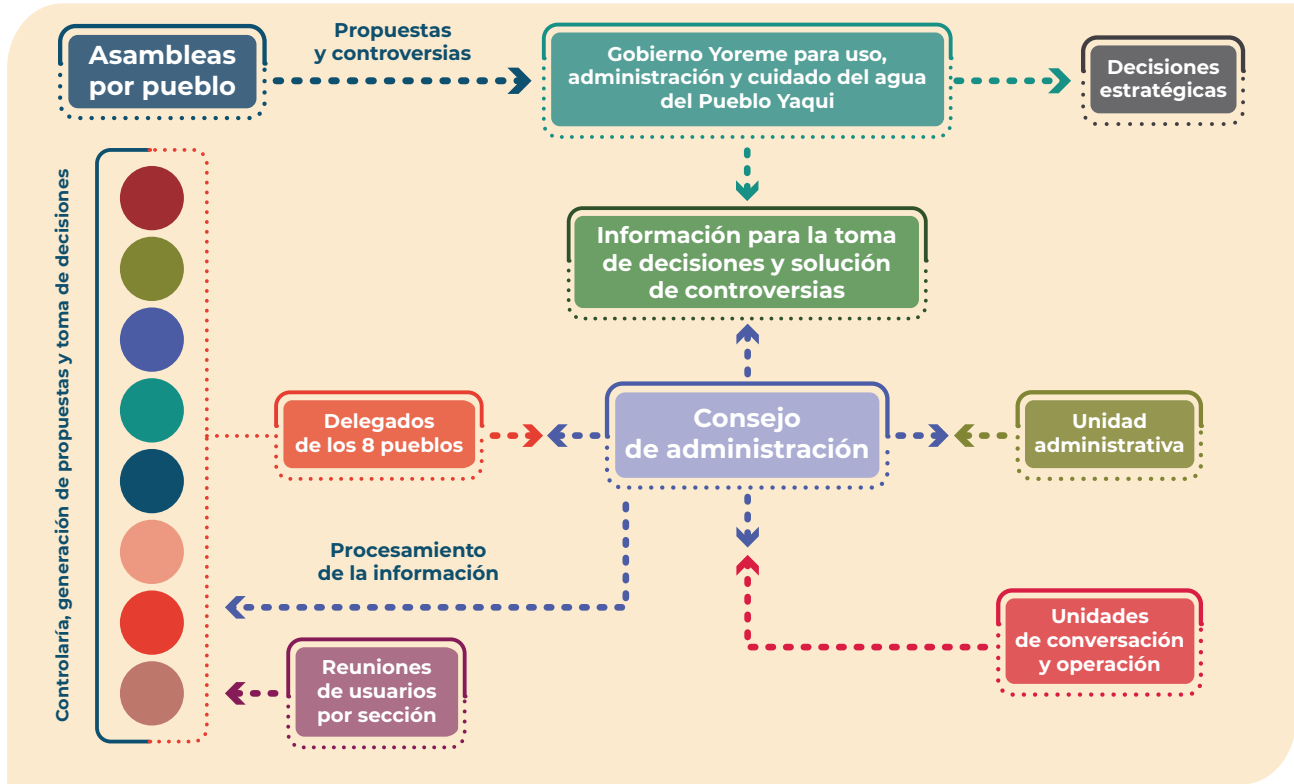 Asambleas
por pueblo
Propuestas
y controversias
Gobierno Yoreme para uso,
administración y cuidado del agua
del Pueblo Yaqui
Decisiones
estratégicas
Controlaría, generación de propuestas y toma de decisiones
Información para la toma
de decisiones y solución
de controversias
Delegados
de los 8 pueblos
Consejo
de administración
Unidad
administrativa
Procesamiento
de la información
Unidades
de conversación
y operación
Reuniones
de usuarios
por sección